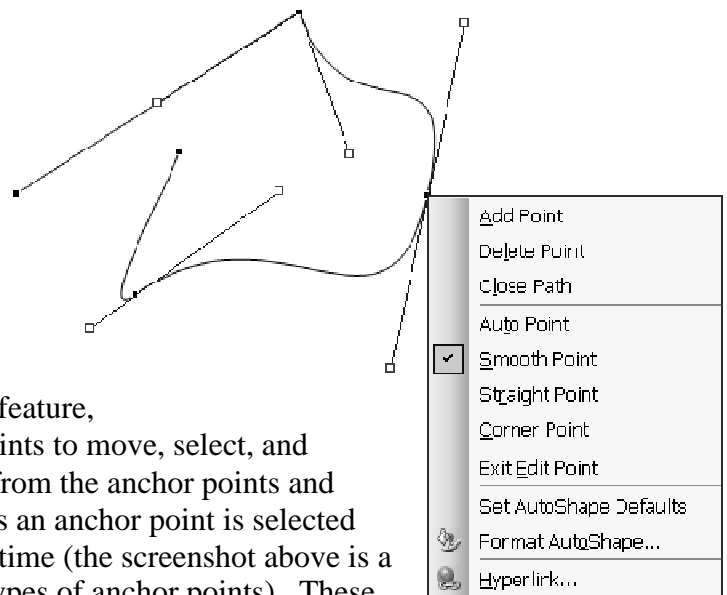 Add Point
Delete Point
Close Path
Auto Point
Smooth Point
Straight Point
Corner Point
Exit Edit Point
Set AutoShape Defaults
Format AutoShape...
Hyperlink...
feature,
ints to move, select, and
from the anchor points and
s an anchor point is selected
time (the screenshot above is a
ypes of anchor points). These